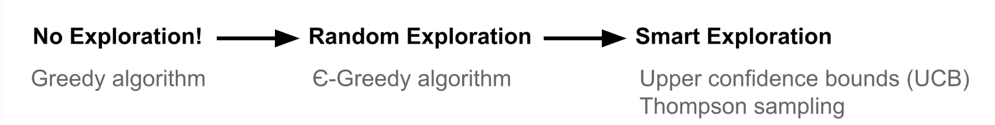 No Exploration! Random Exploration Smart Exploration
Greedy algorithm Є-Greedy algorithm Upper confidence bounds (UCB)
Thompson sampling